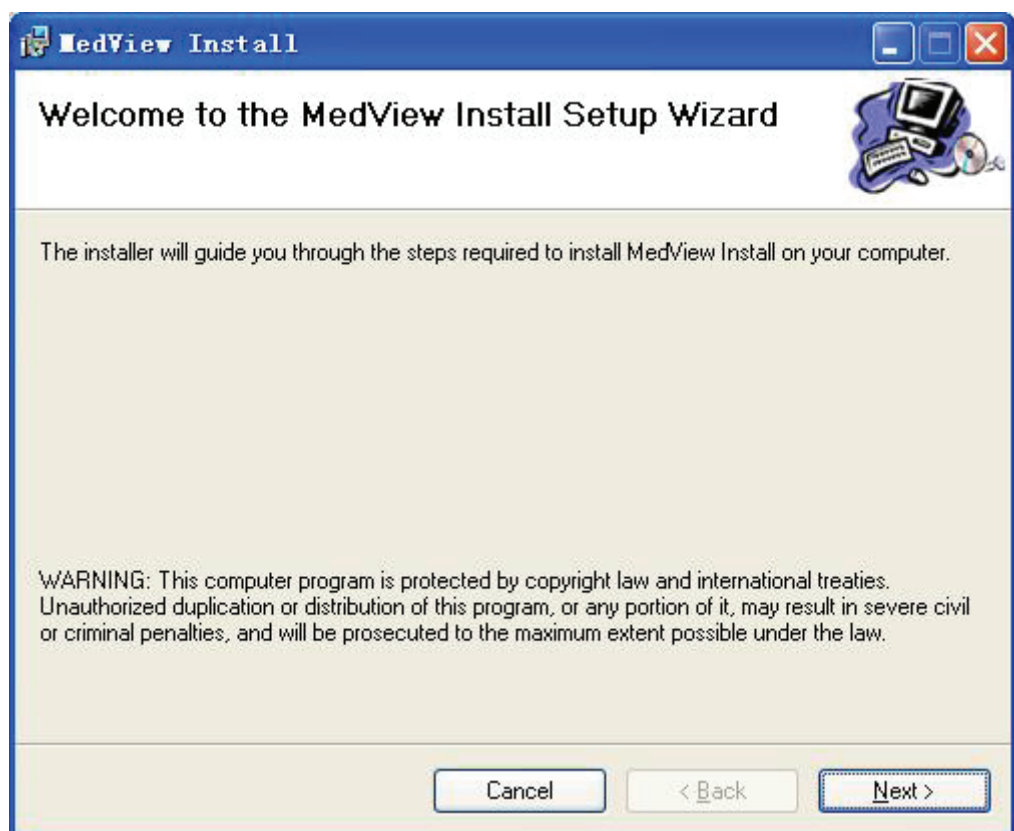 MedView Install
Welcome to the MedView Install Setup Wizard
The installer will guide you through the steps required to install MedView Install on your computer.
WARNING: This computer program is protected by copyright law and international treaties.
Unauthorized duplication or distribution of this program, or any portion of it, may result in severe civil
or criminal penalties, and will be prosecuted to the maximum extent possible under the law.
Cancel < Back Next >